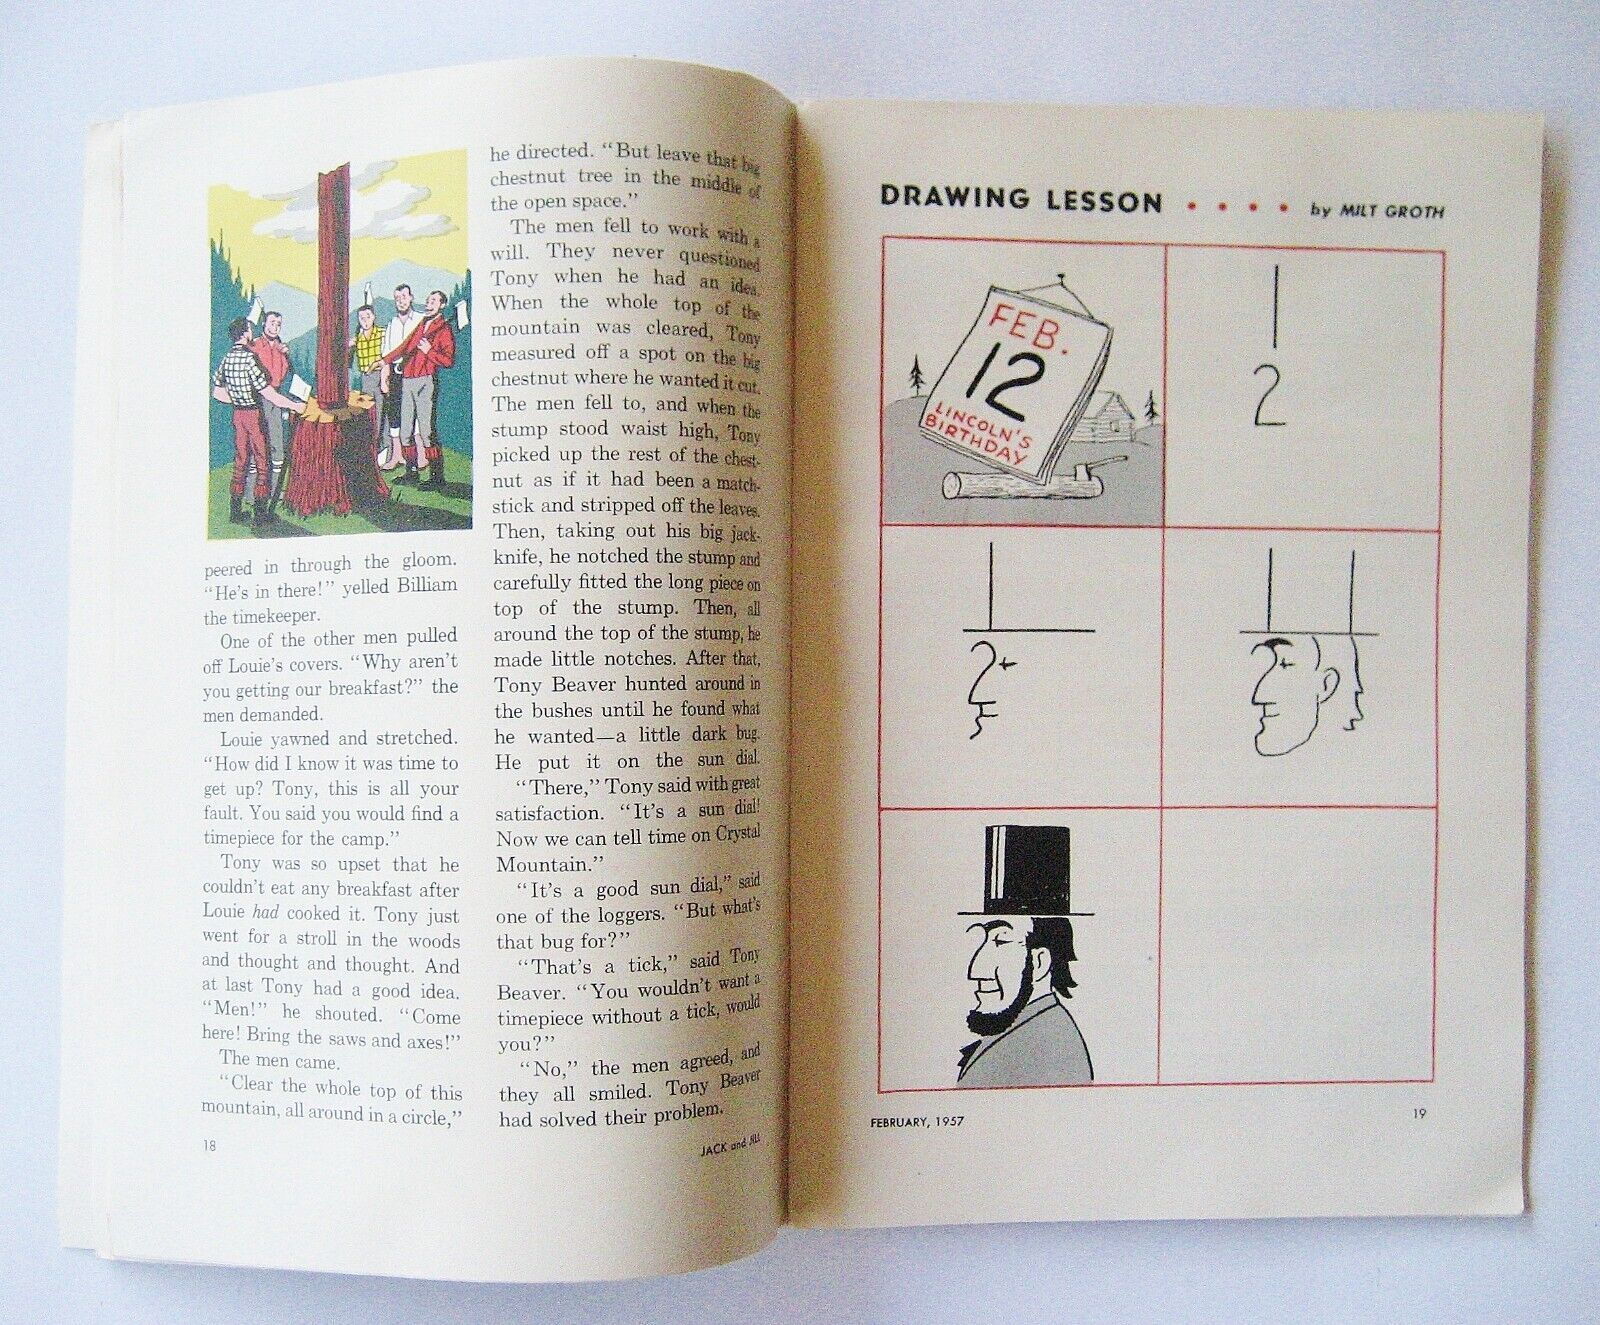 peered in through the gloom.
“He’s in there!” yelled Billiam
the timekeeper.
One of the other men pulled
off Louie’s covers. “Why aren’t
you getting our breakfast?” the
men demanded.
Louie yawned and stretched.
“How did I know it was time to
get up? Tony, this is all your
fault. You said you would find a
timepiece for the camp.”
Tony was so upset that he
couldn’t eat any breakfast after
Louie had cooked it. Tony just
went for a stroll in the woods
and thought and thought. And
at last Tony had a good idea.
“Men!” he shouted. “Come
here! Bring the saws and axes!”
The men came.
“Clear the whole top of this
mountain, all around in a circle,”
he directed. “But leave that big
chestnut tree in the middle of
the open space.”
The men fell to work with a
will. They never questioned
Tony when he had an idea.
When the whole top of the
mountain was cleared, Tony
measured off a spot on the big
chestnut where he wanted it cut.
The men fell to, and when the
stump stood waist high, Tony
picked up the rest of the chest-
nut as if it had been a match-
stick and stripped off the leaves.
Then, taking out his big jack-
knife, he notched the stump and
carefully fitted the long piece on
top of the stump. Then, all
around the top of the stump, he
made little notches. After that,
Tony Beaver hunted around in
the bushes until he found what
he wanted—a little dark bug.
He put it on the sun dial.
“There,” Tony said with great
satisfaction. “It’s a sun dial!
Now we can tell time on Crystal
Mountain.”
“It’s a good sun dial,” said
one of the loggers. “But what’s
that bug for?”
“That’s a tick,” said Tony
Beaver. “You wouldn’t want a
timepiece without a tick, would
you?”
“No,” the men agreed, and
they all smiled. Tony Beaver
had solved their problem.
18
JACK and JILL
DRAWING LESSON . . . . by MILT GROTH
FEB.
12
LINCOLN'S
BIRTHDAY
1
2
FEBRUARY, 1957
19